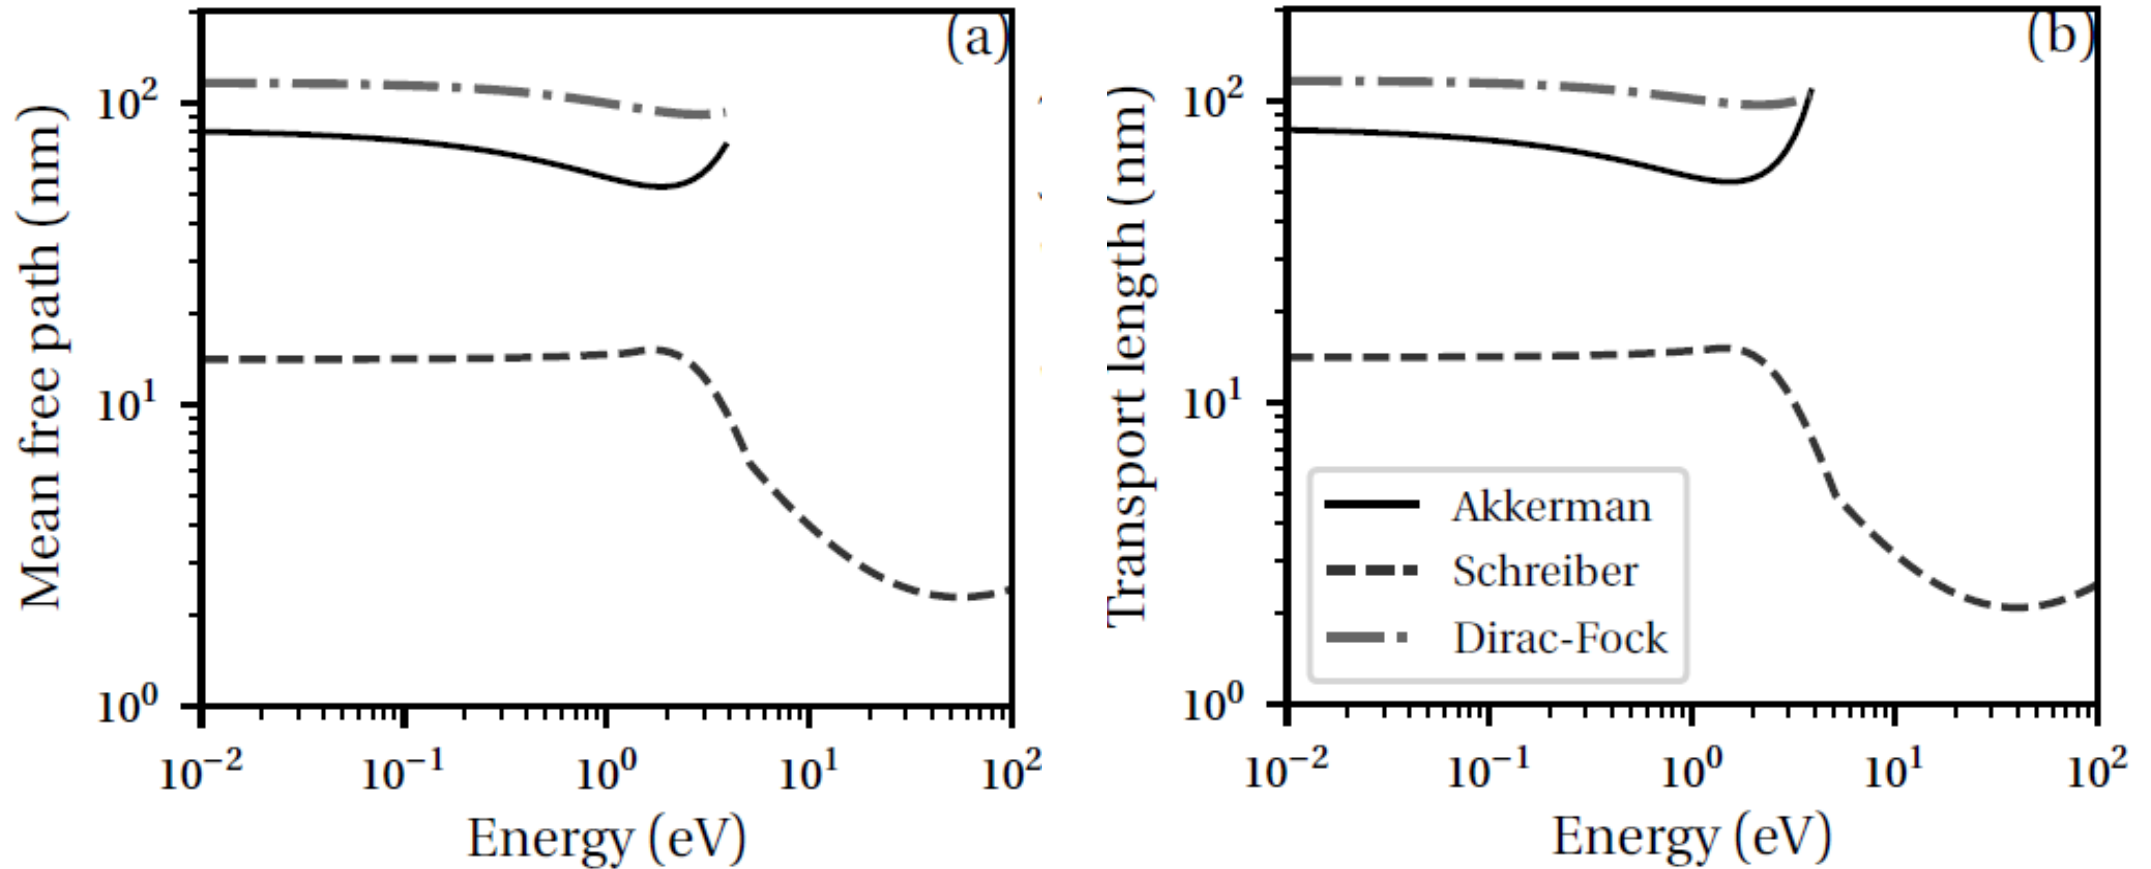 (a)
Mean free path (nm)
10²
10¹
10⁰
10⁻²
10⁻¹
10⁰
10¹
10²
Energy (eV)
(b)
Transport length (nm)
10²
10¹
10⁰
Akkerman
Schreiber
Dirac-Fock
10⁻²
10⁻¹
10⁰
10¹
10²
Energy (eV)